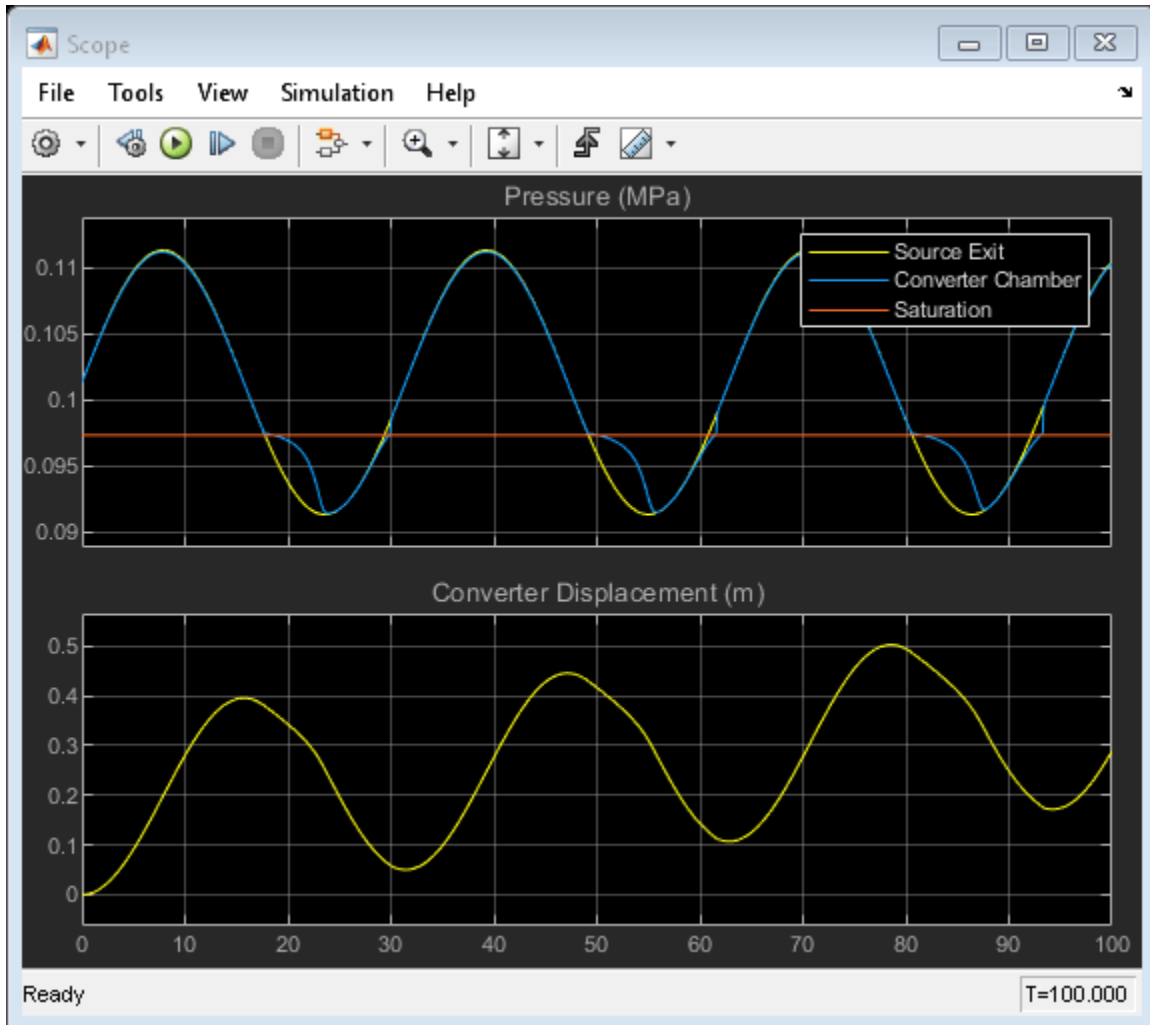 Scope
File Tools View Simulation Help
Pressure (MPa)
0.11
0.105
0.1
0.095
0.09
Source Exit
Converter Chamber
Saturation
Converter Displacement (m)
0.5
0.4
0.3
0.2
0.1
0
0 10 20 30 40 50 60 70 80 90 100
Ready T=100.000